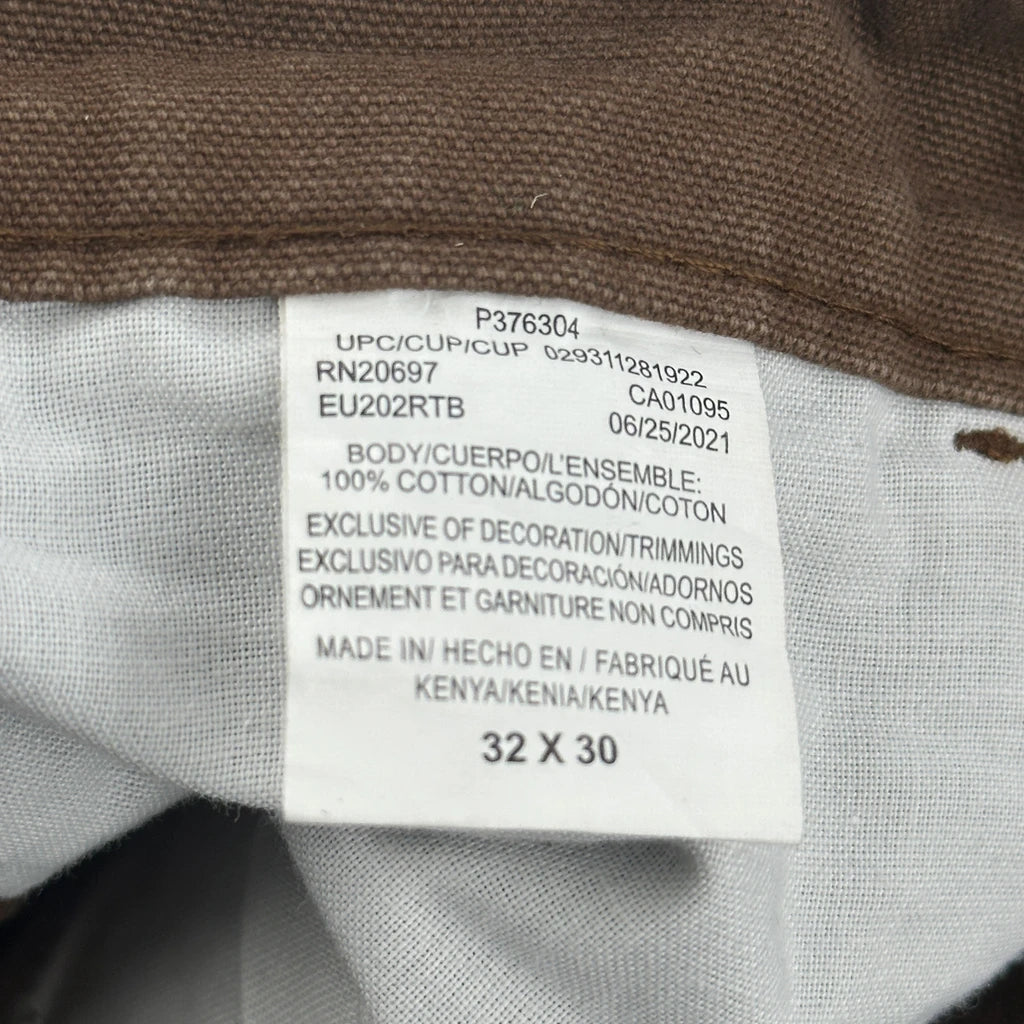 P376304
UPC/CUP/CUP 029311281922
RN20697 CA01095
EU202RTB 06/25/2021
BODY/CUERPO/L'ENSEMBLE:
100% COTTON/ALGODÓN/COTON
EXCLUSIVE OF DECORATION/TRIMMINGS
EXCLUSIVO PARA DECORACIÓN/ADORNOS
ORNEMENT ET GARNITURE NON COMPRIS
MADE IN/ HECHO EN / FABRIQUÉ AU
KENYA/KENIA/KENYA
32 X 30